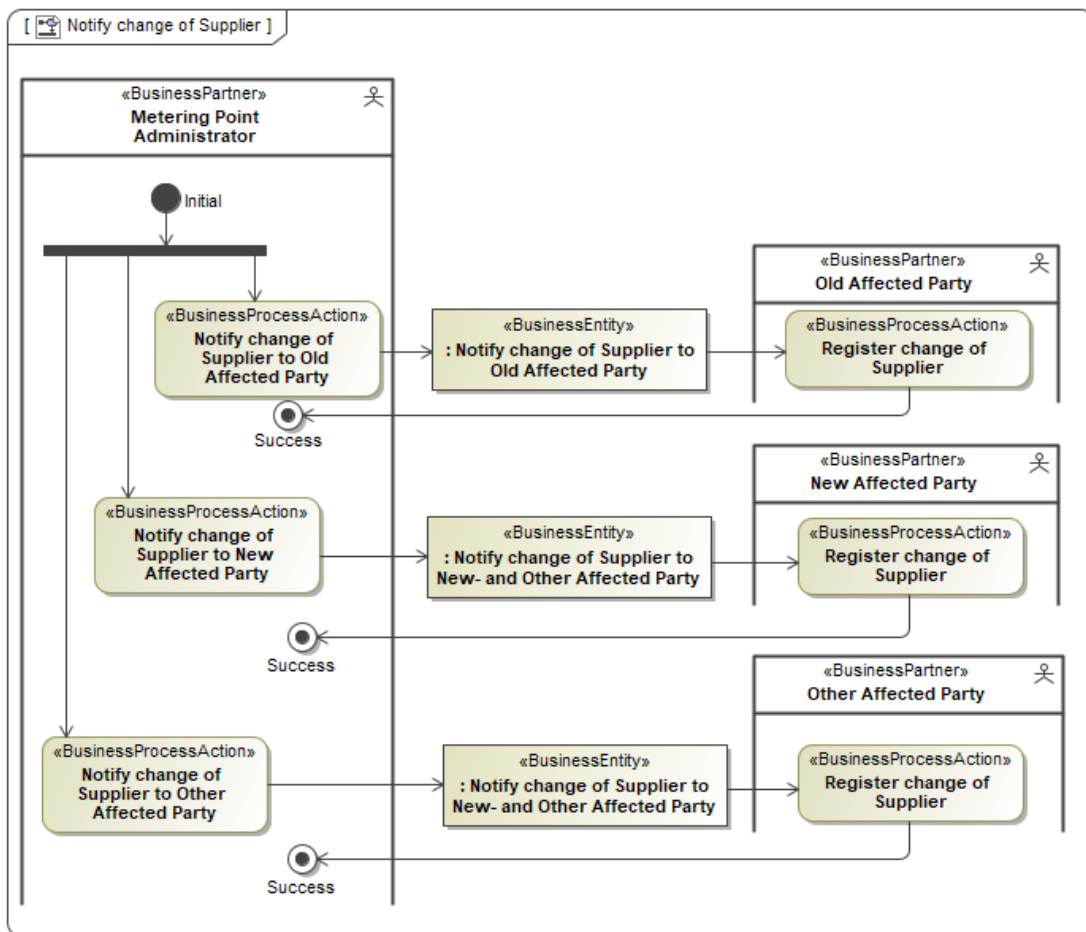 [ Notify change of Supplier ]
«BusinessPartner»
Metering Point
Administrator
Initial
«BusinessProcessAction»
Notify change of
Supplier to Old
Affected Party
«BusinessEntity»
: Notify change of Supplier to
Old Affected Party
«BusinessPartner»
Old Affected Party
«BusinessProcessAction»
Register change of
Supplier
Success
«BusinessProcessAction»
Notify change of
Supplier to New
Affected Party
«BusinessEntity»
: Notify change of Supplier to
New- and Other Affected Party
«BusinessPartner»
New Affected Party
«BusinessProcessAction»
Register change of
Supplier
Success
«BusinessProcessAction»
Notify change of
Supplier to Other
Affected Party
«BusinessEntity»
: Notify change of Supplier to
New- and Other Affected Party
«BusinessPartner»
Other Affected Party
«BusinessProcessAction»
Register change of
Supplier
Success